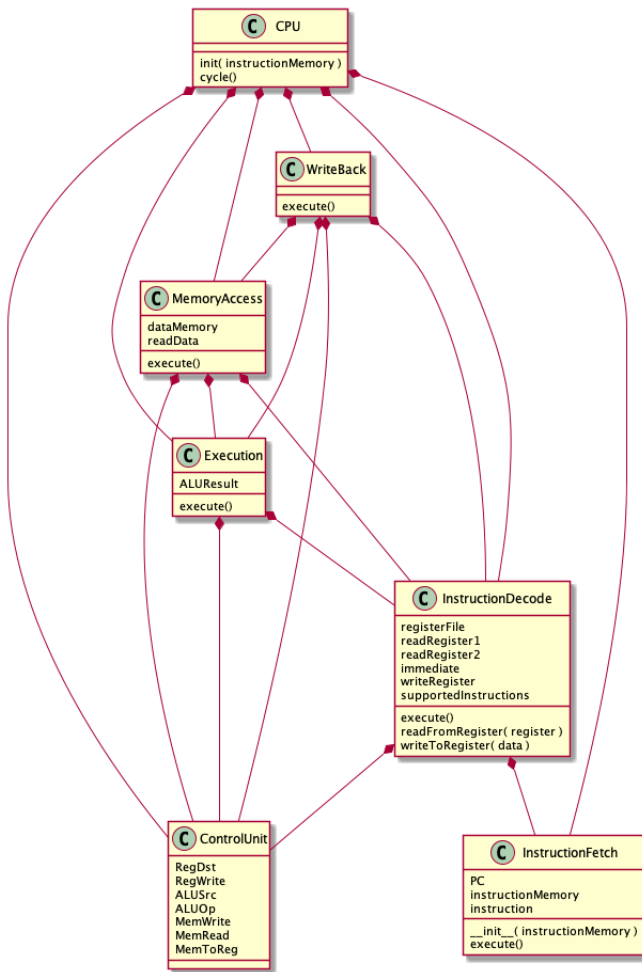 C CPU
init( instructionMemory )
cycle()
C WriteBack
execute()
C MemoryAccess
dataMemory
readData
execute()
C Execution
ALUResult
execute()
C InstructionDecode
registerFile
readRegister1
readRegister2
immediate
writeRegister
supportedInstructions
execute()
readFromRegister( register )
writeToRegister( data )
C ControlUnit
RegDst
RegWrite
ALUSrc
ALUOp
MemWrite
MemRead
MemToReg
C InstructionFetch
PC
instructionMemory
instruction
__init__( instructionMemory )
execute()